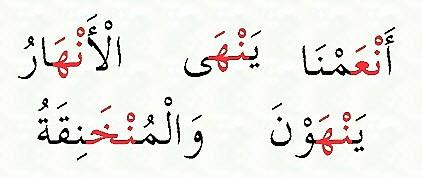 أَنْعَمْنَا يَنْهَى الْأَنْهَارُ
يَنْهَوْنَ وَالْمُنْخَنِقَةُ